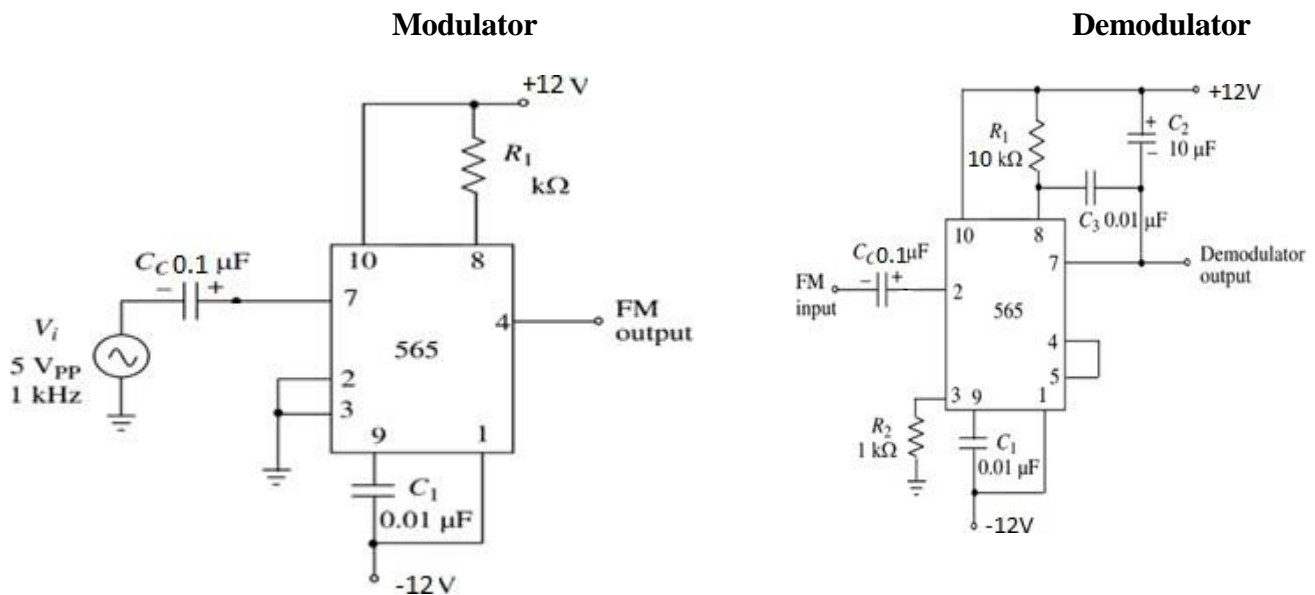 Modulator
+12 V
R1
kΩ
10
8
CC 0.1 µF
− +
7
Vi
5 VPP
1 kHz
565
4
FM
output
2
3
9
1
C1
0.01 µF
-12 V
Demodulator
+12V
R1
10 kΩ
+
C2
10 µF
−
C3 0.01 µF
10
8
7
Demodulator
output
CC 0.1µF
− +
FM
input
2
565
4
5
3
9
1
R2
1 kΩ
C1
0.01 µF
-12V